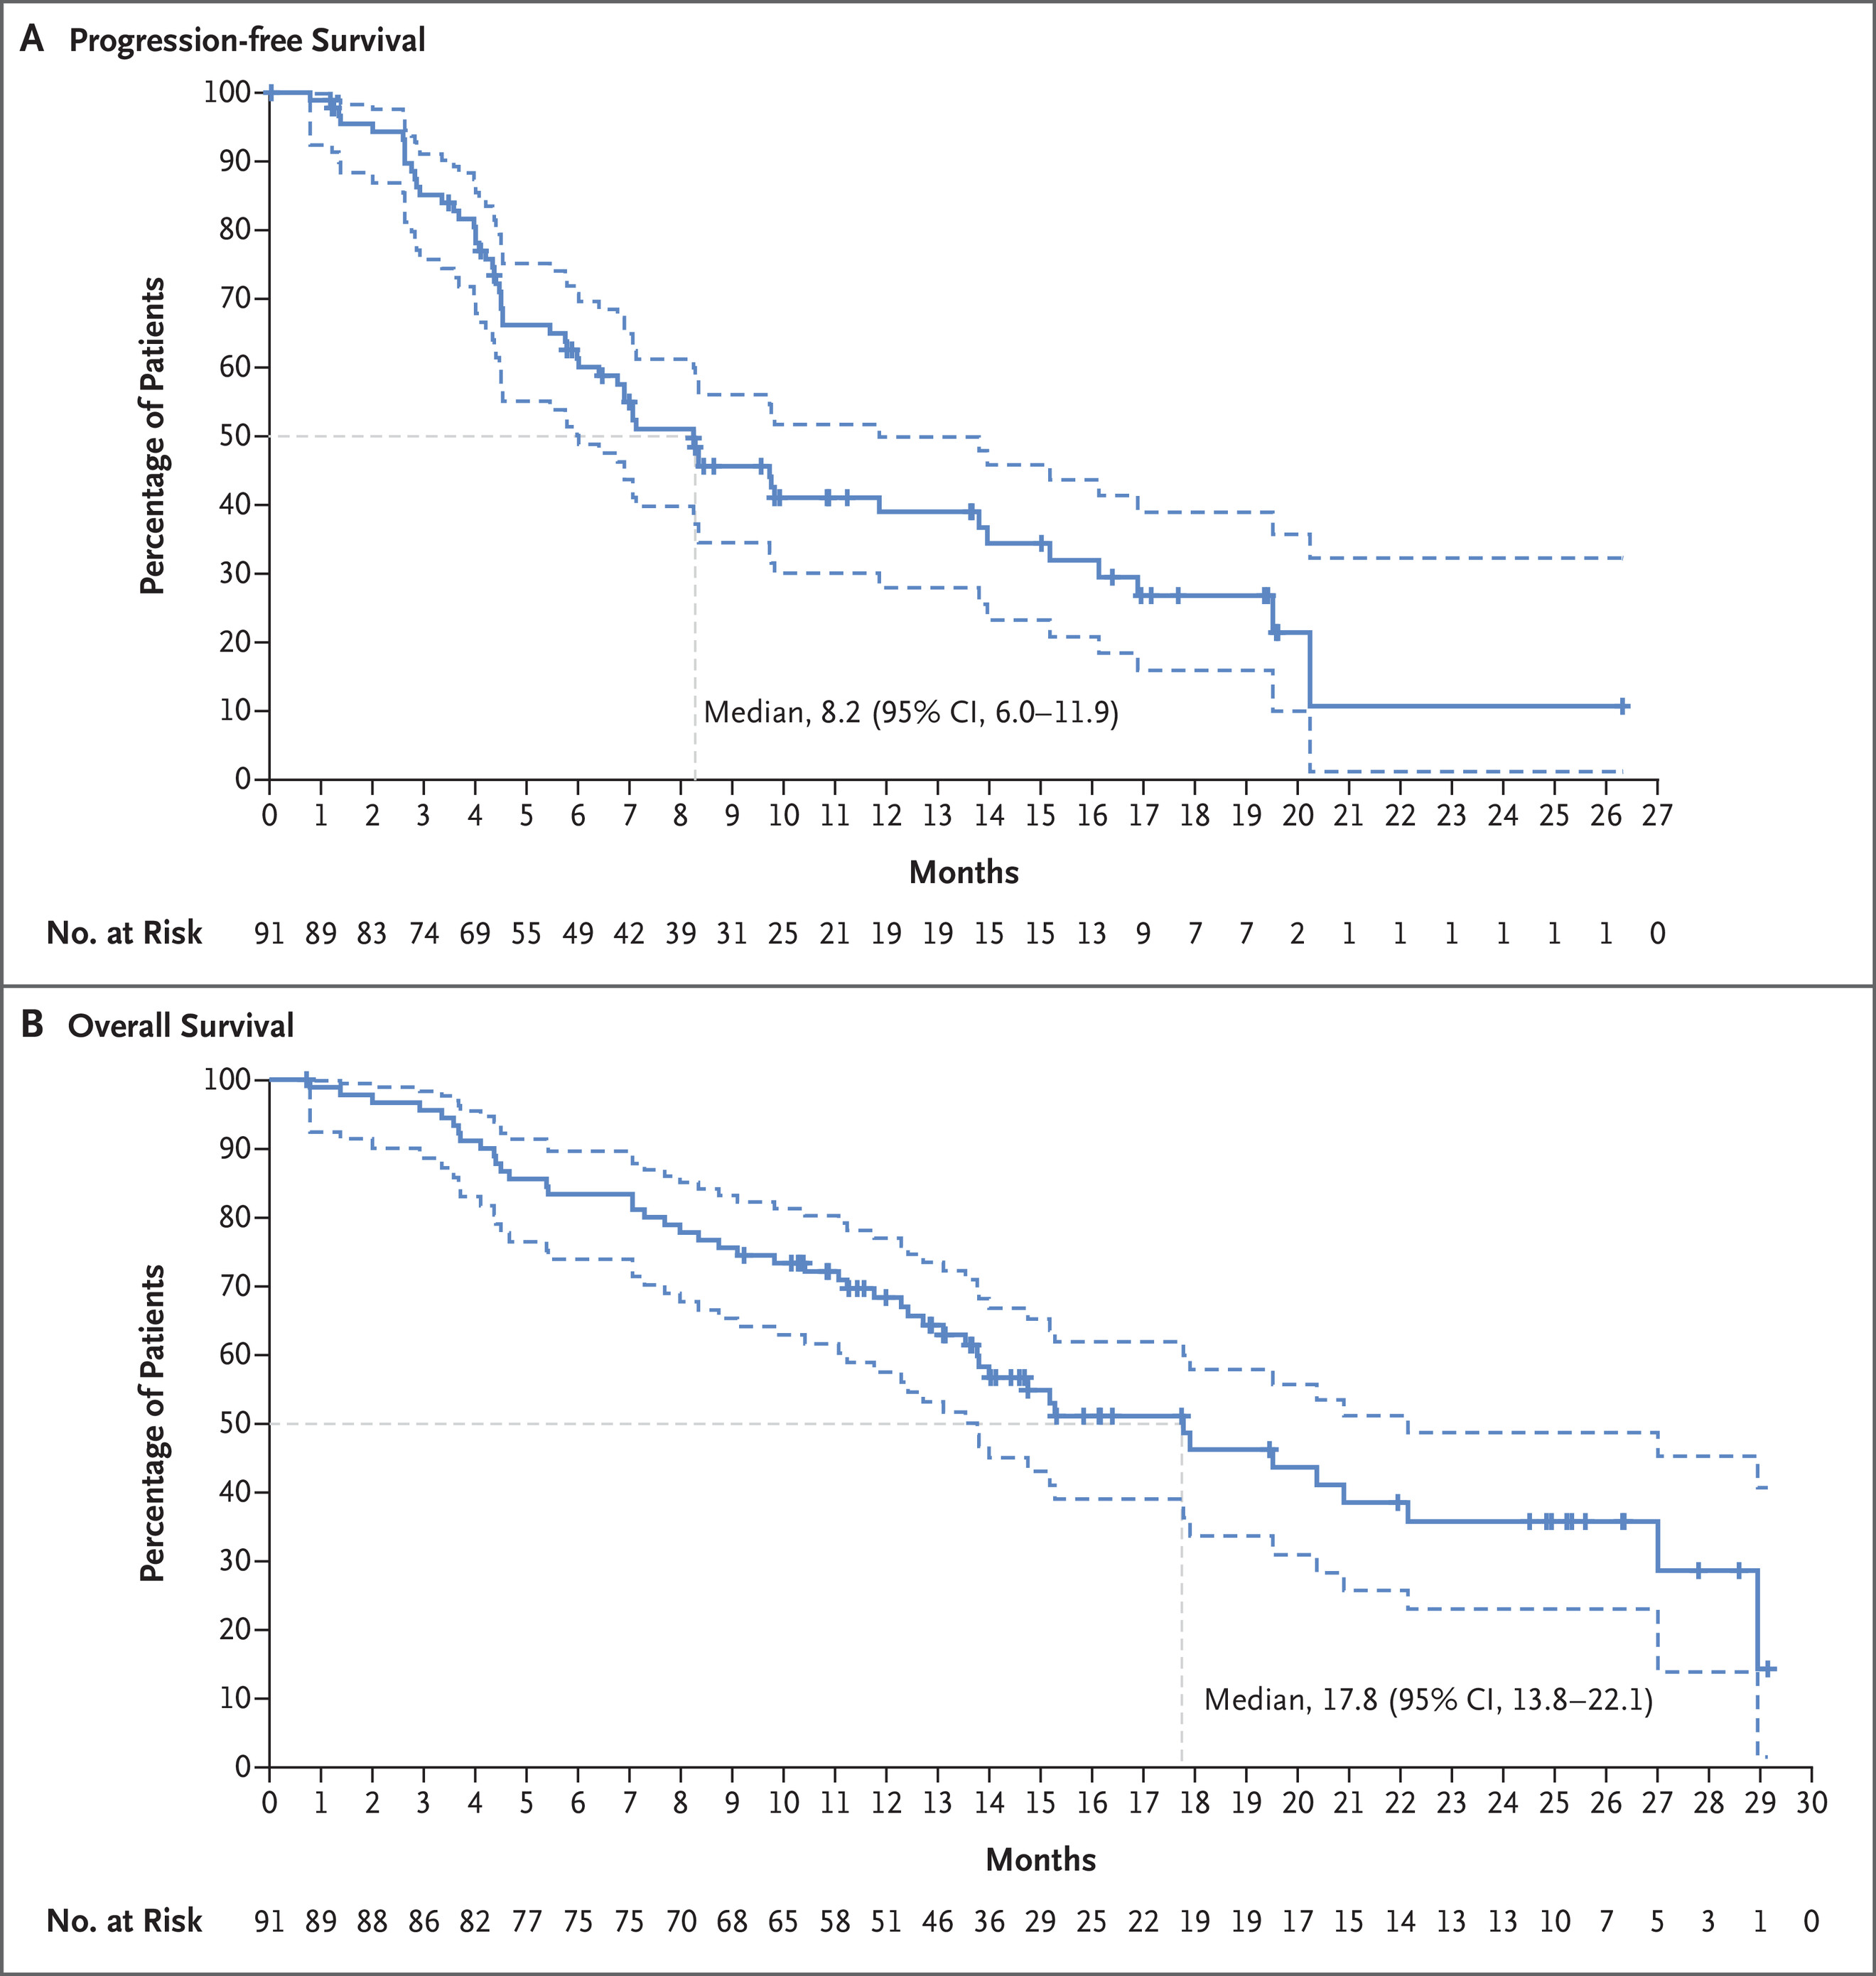 A Progression-free Survival
Percentage of Patients
100
90
80
70
60
50
40
30
20
10
0
Median, 8.2 (95% CI, 6.0–11.9)
0 1 2 3 4 5 6 7 8 9 10 11 12 13 14 15 16 17 18 19 20 21 22 23 24 25 26 27
Months
No. at Risk 91 89 83 74 69 55 49 42 39 31 25 21 19 19 15 15 13 9 7 7 2 1 1 1 1 1 1 0
B Overall Survival
Percentage of Patients
100
90
80
70
60
50
40
30
20
10
0
Median, 17.8 (95% CI, 13.8–22.1)
0 1 2 3 4 5 6 7 8 9 10 11 12 13 14 15 16 17 18 19 20 21 22 23 24 25 26 27 28 29 30
Months
No. at Risk 91 89 88 86 82 77 75 75 70 68 65 58 51 46 36 29 25 22 19 19 17 15 14 13 13 10 7 5 3 1 0